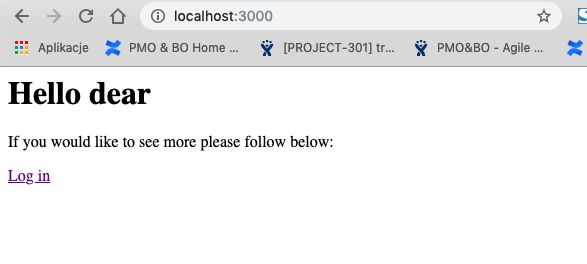 localhost:3000
Aplikacje PMO & BO Home ... [PROJECT-301] tr... PMO&BO - Agile ...
Hello dear
If you would like to see more please follow below:
Log in